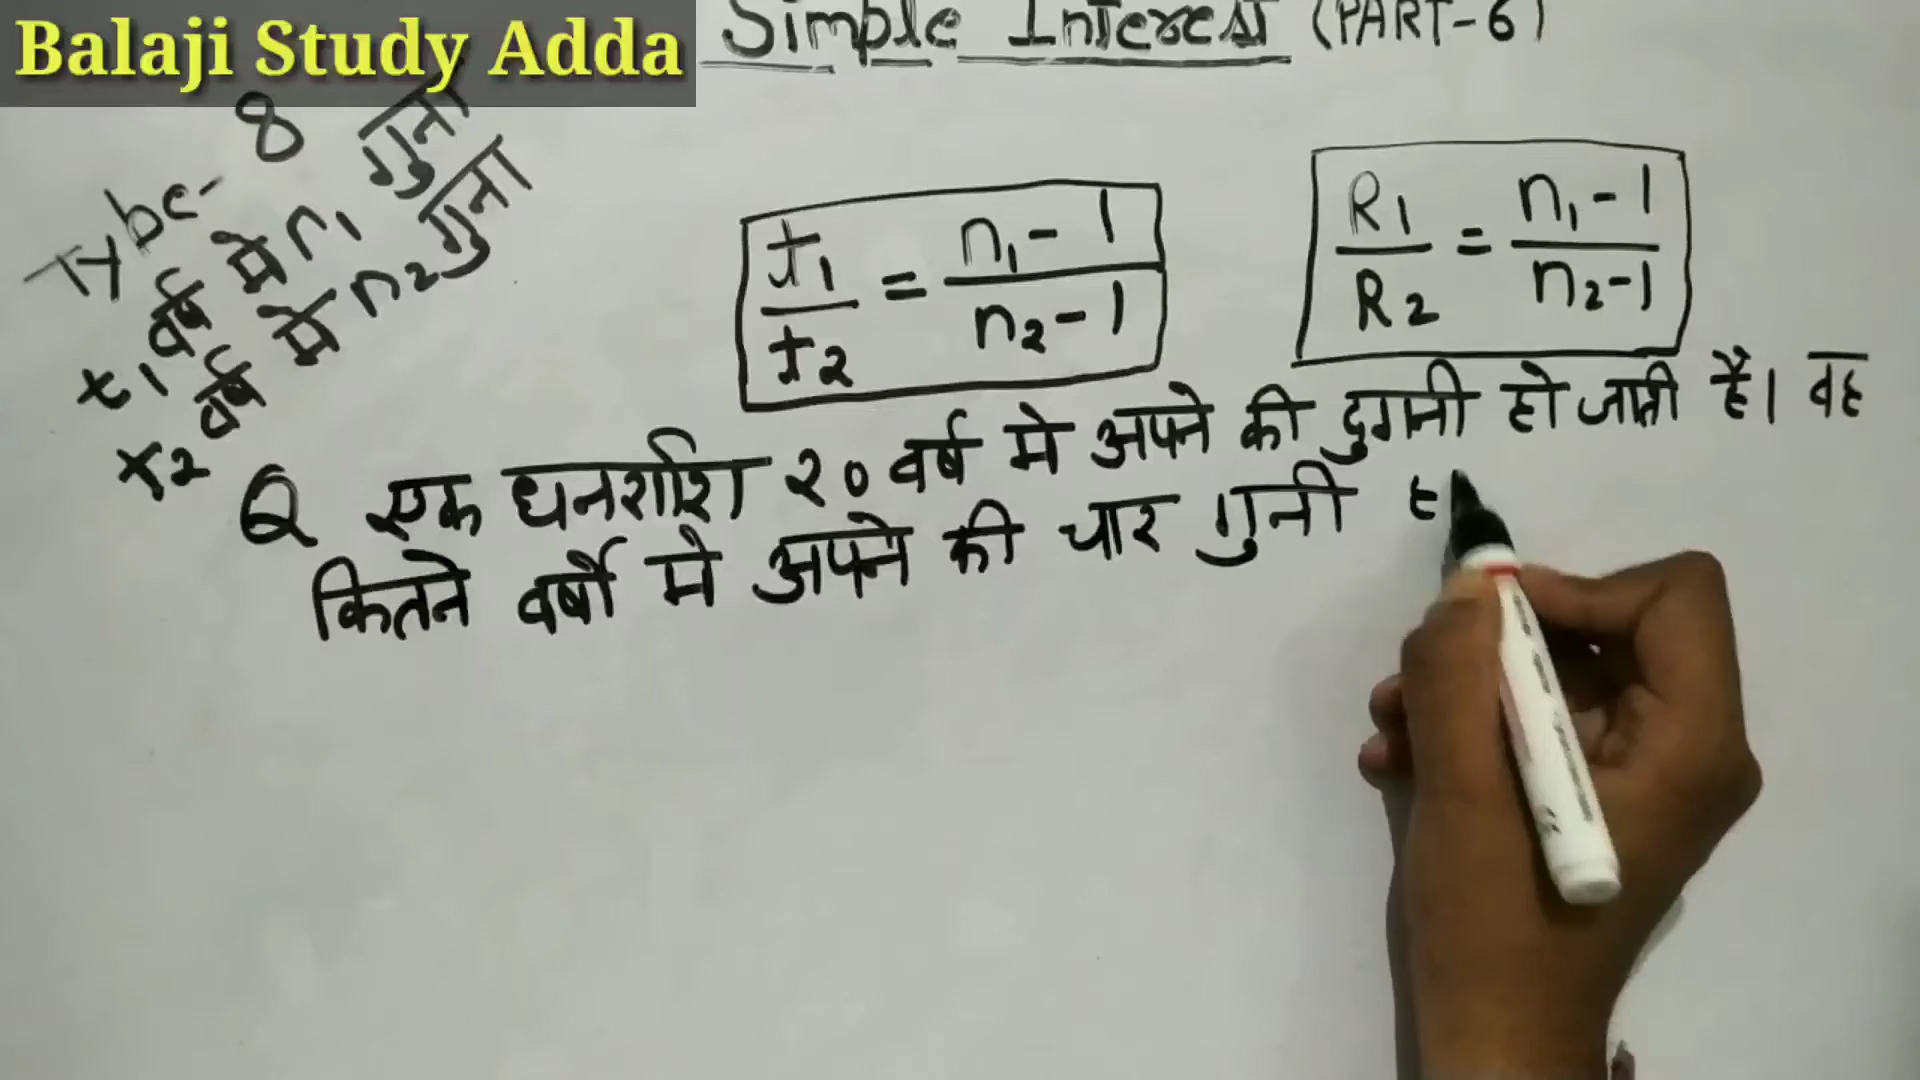 Balaji Study Adda
Simple Interest (PART-6)
Type-8
t1 वर्ष में n1 गुना
t2 वर्ष में n2 गुना
t1/t2 = n1-1/n2-1
R1/R2 = n1-1/n2-1
Q एक धनराशि २० वर्ष मे अपने की दुगनी हो जाती है। वह
कितने वर्षो मे अपने की चार गुनी ह